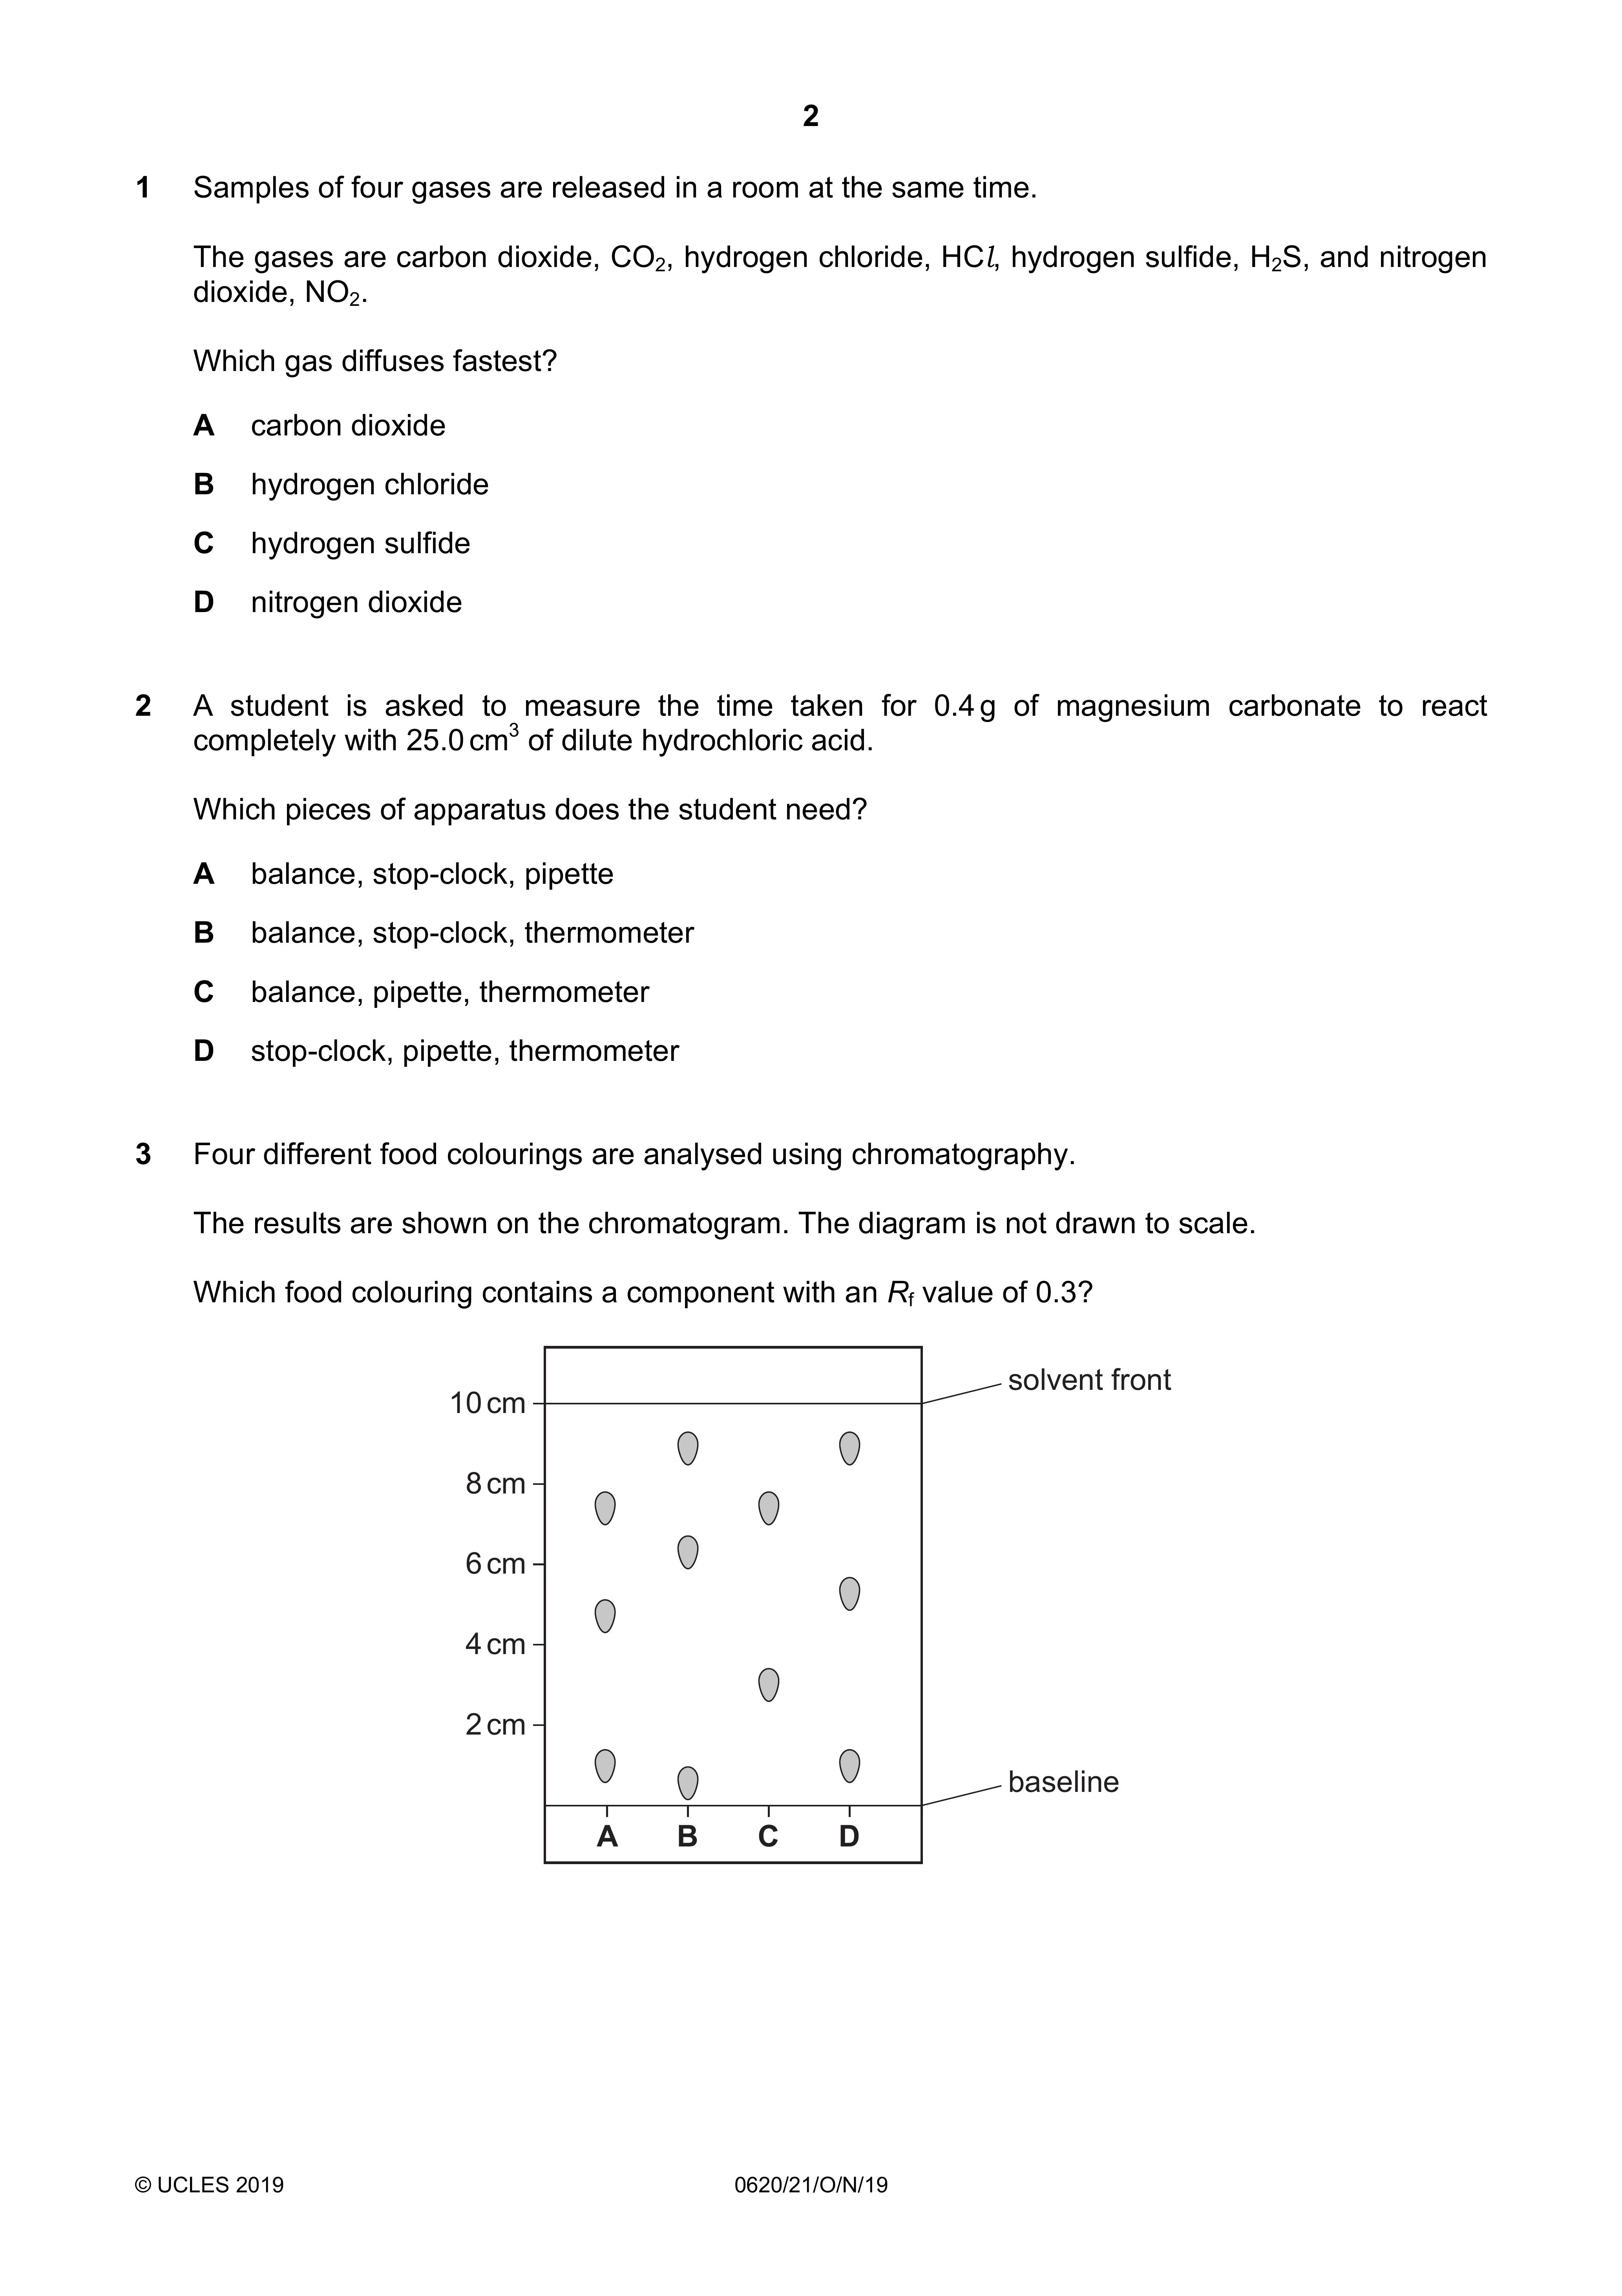 2
1 Samples of four gases are released in a room at the same time.
The gases are carbon dioxide, CO₂, hydrogen chloride, HCl, hydrogen sulfide, H₂S, and nitrogen
dioxide, NO₂.
Which gas diffuses fastest?
A carbon dioxide
B hydrogen chloride
C hydrogen sulfide
D nitrogen dioxide
2 A student is asked to measure the time taken for 0.4 g of magnesium carbonate to react
completely with 25.0 cm³ of dilute hydrochloric acid.
Which pieces of apparatus does the student need?
A balance, stop-clock, pipette
B balance, stop-clock, thermometer
C balance, pipette, thermometer
D stop-clock, pipette, thermometer
3 Four different food colourings are analysed using chromatography.
The results are shown on the chromatogram. The diagram is not drawn to scale.
Which food colouring contains a component with an Rf value of 0.3?
solvent front
10 cm
8 cm
6 cm
4 cm
2 cm
baseline
A B C D
© UCLES 2019 0620/21/O/N/19